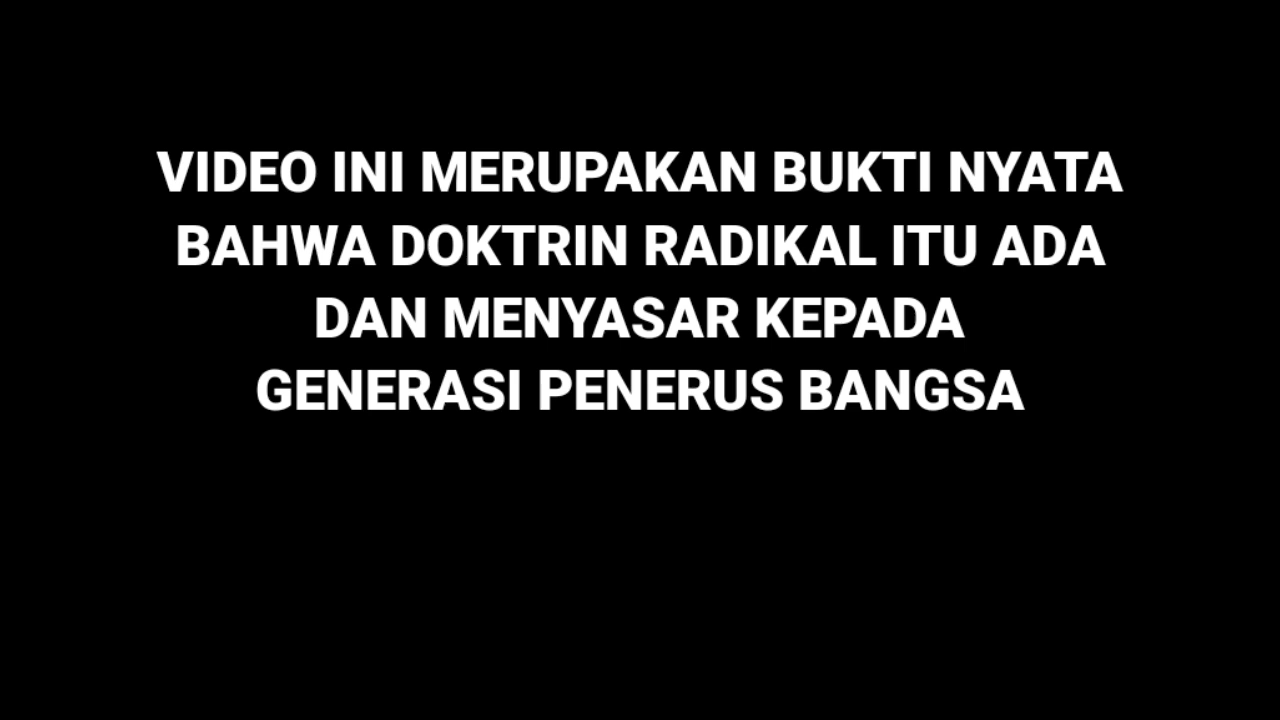 VIDEO INI MERUPAKAN BUKTI NYATA
BAHWA DOKTRIN RADIKAL ITU ADA
DAN MENYASAR KEPADA
GENERASI PENERUS BANGSA